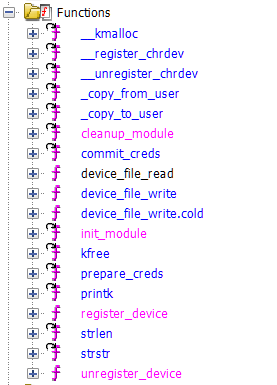 Functions
__kmalloc
__register_chrdev
__unregister_chrdev
_copy_from_user
_copy_to_user
cleanup_module
commit_creds
device_file_read
device_file_write
device_file_write.cold
init_module
kfree
prepare_creds
printk
register_device
strlen
strstr
unregister_device